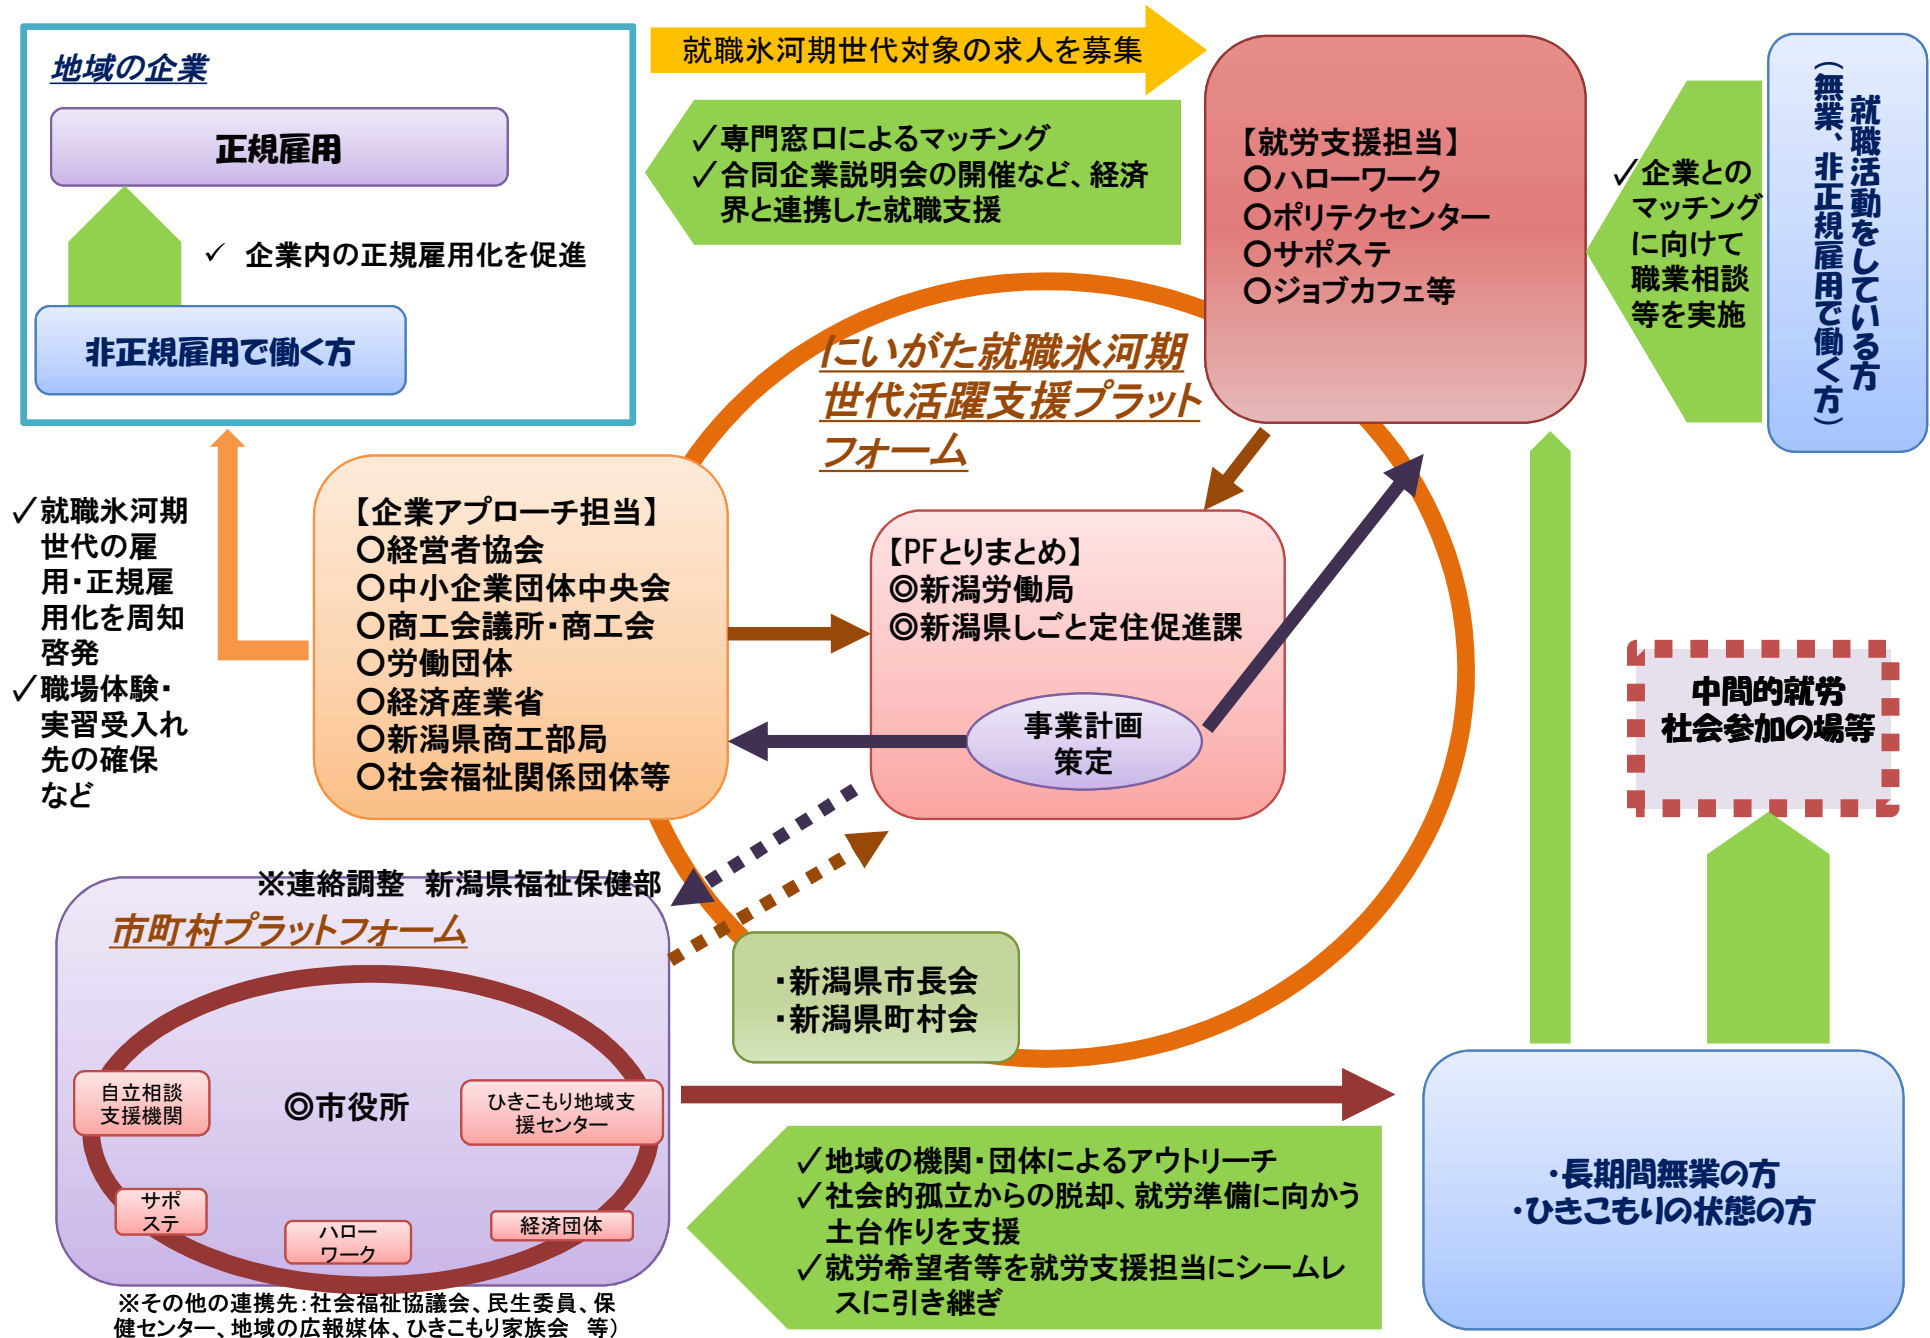 地域の企業
正規雇用
✓ 企業内の正規雇用化を促進
非正規雇用で働く方
就職氷河期世代対象の求人を募集
✓専門窓口によるマッチング
✓合同企業説明会の開催など、経済
界と連携した就職支援
【就労支援担当】
○ハローワーク
○ポリテクセンター
○サポステ
○ジョブカフェ等
✓企業との
マッチング
に向けて
職業相談
等を実施
就職活動をしている方
(無業、非正規雇用で働く方)
にいがた就職氷河期
世代活躍支援プラット
フォーム
✓就職氷河期
世代の雇
用・正規雇
用化を周知
啓発
✓職場体験・
実習受入れ
先の確保
など
【企業アプローチ担当】
○経営者協会
○中小企業団体中央会
○商工会議所・商工会
○労働団体
○経済産業省
○新潟県商工部局
○社会福祉関係団体等
【PFとりまとめ】
◎新潟労働局
◎新潟県しごと定住促進課
事業計画
策定
中間的就労
社会参加の場等
※連絡調整 新潟県福祉保健部
市町村プラットフォーム
自立相談
支援機関
◎市役所
ひきこもり地域支
援センター
サポ
ステ
ハロー
ワーク
経済団体
※その他の連携先:社会福祉協議会、民生委員、保
健センター、地域の広報媒体、ひきこもり家族会 等)
・新潟県市長会
・新潟県町村会
✓地域の機関・団体によるアウトリーチ
✓社会的孤立からの脱却、就労準備に向かう
土台作りを支援
✓就労希望者等を就労支援担当にシームレ
スに引き継ぎ
・長期間無業の方
・ひきこもりの状態の方